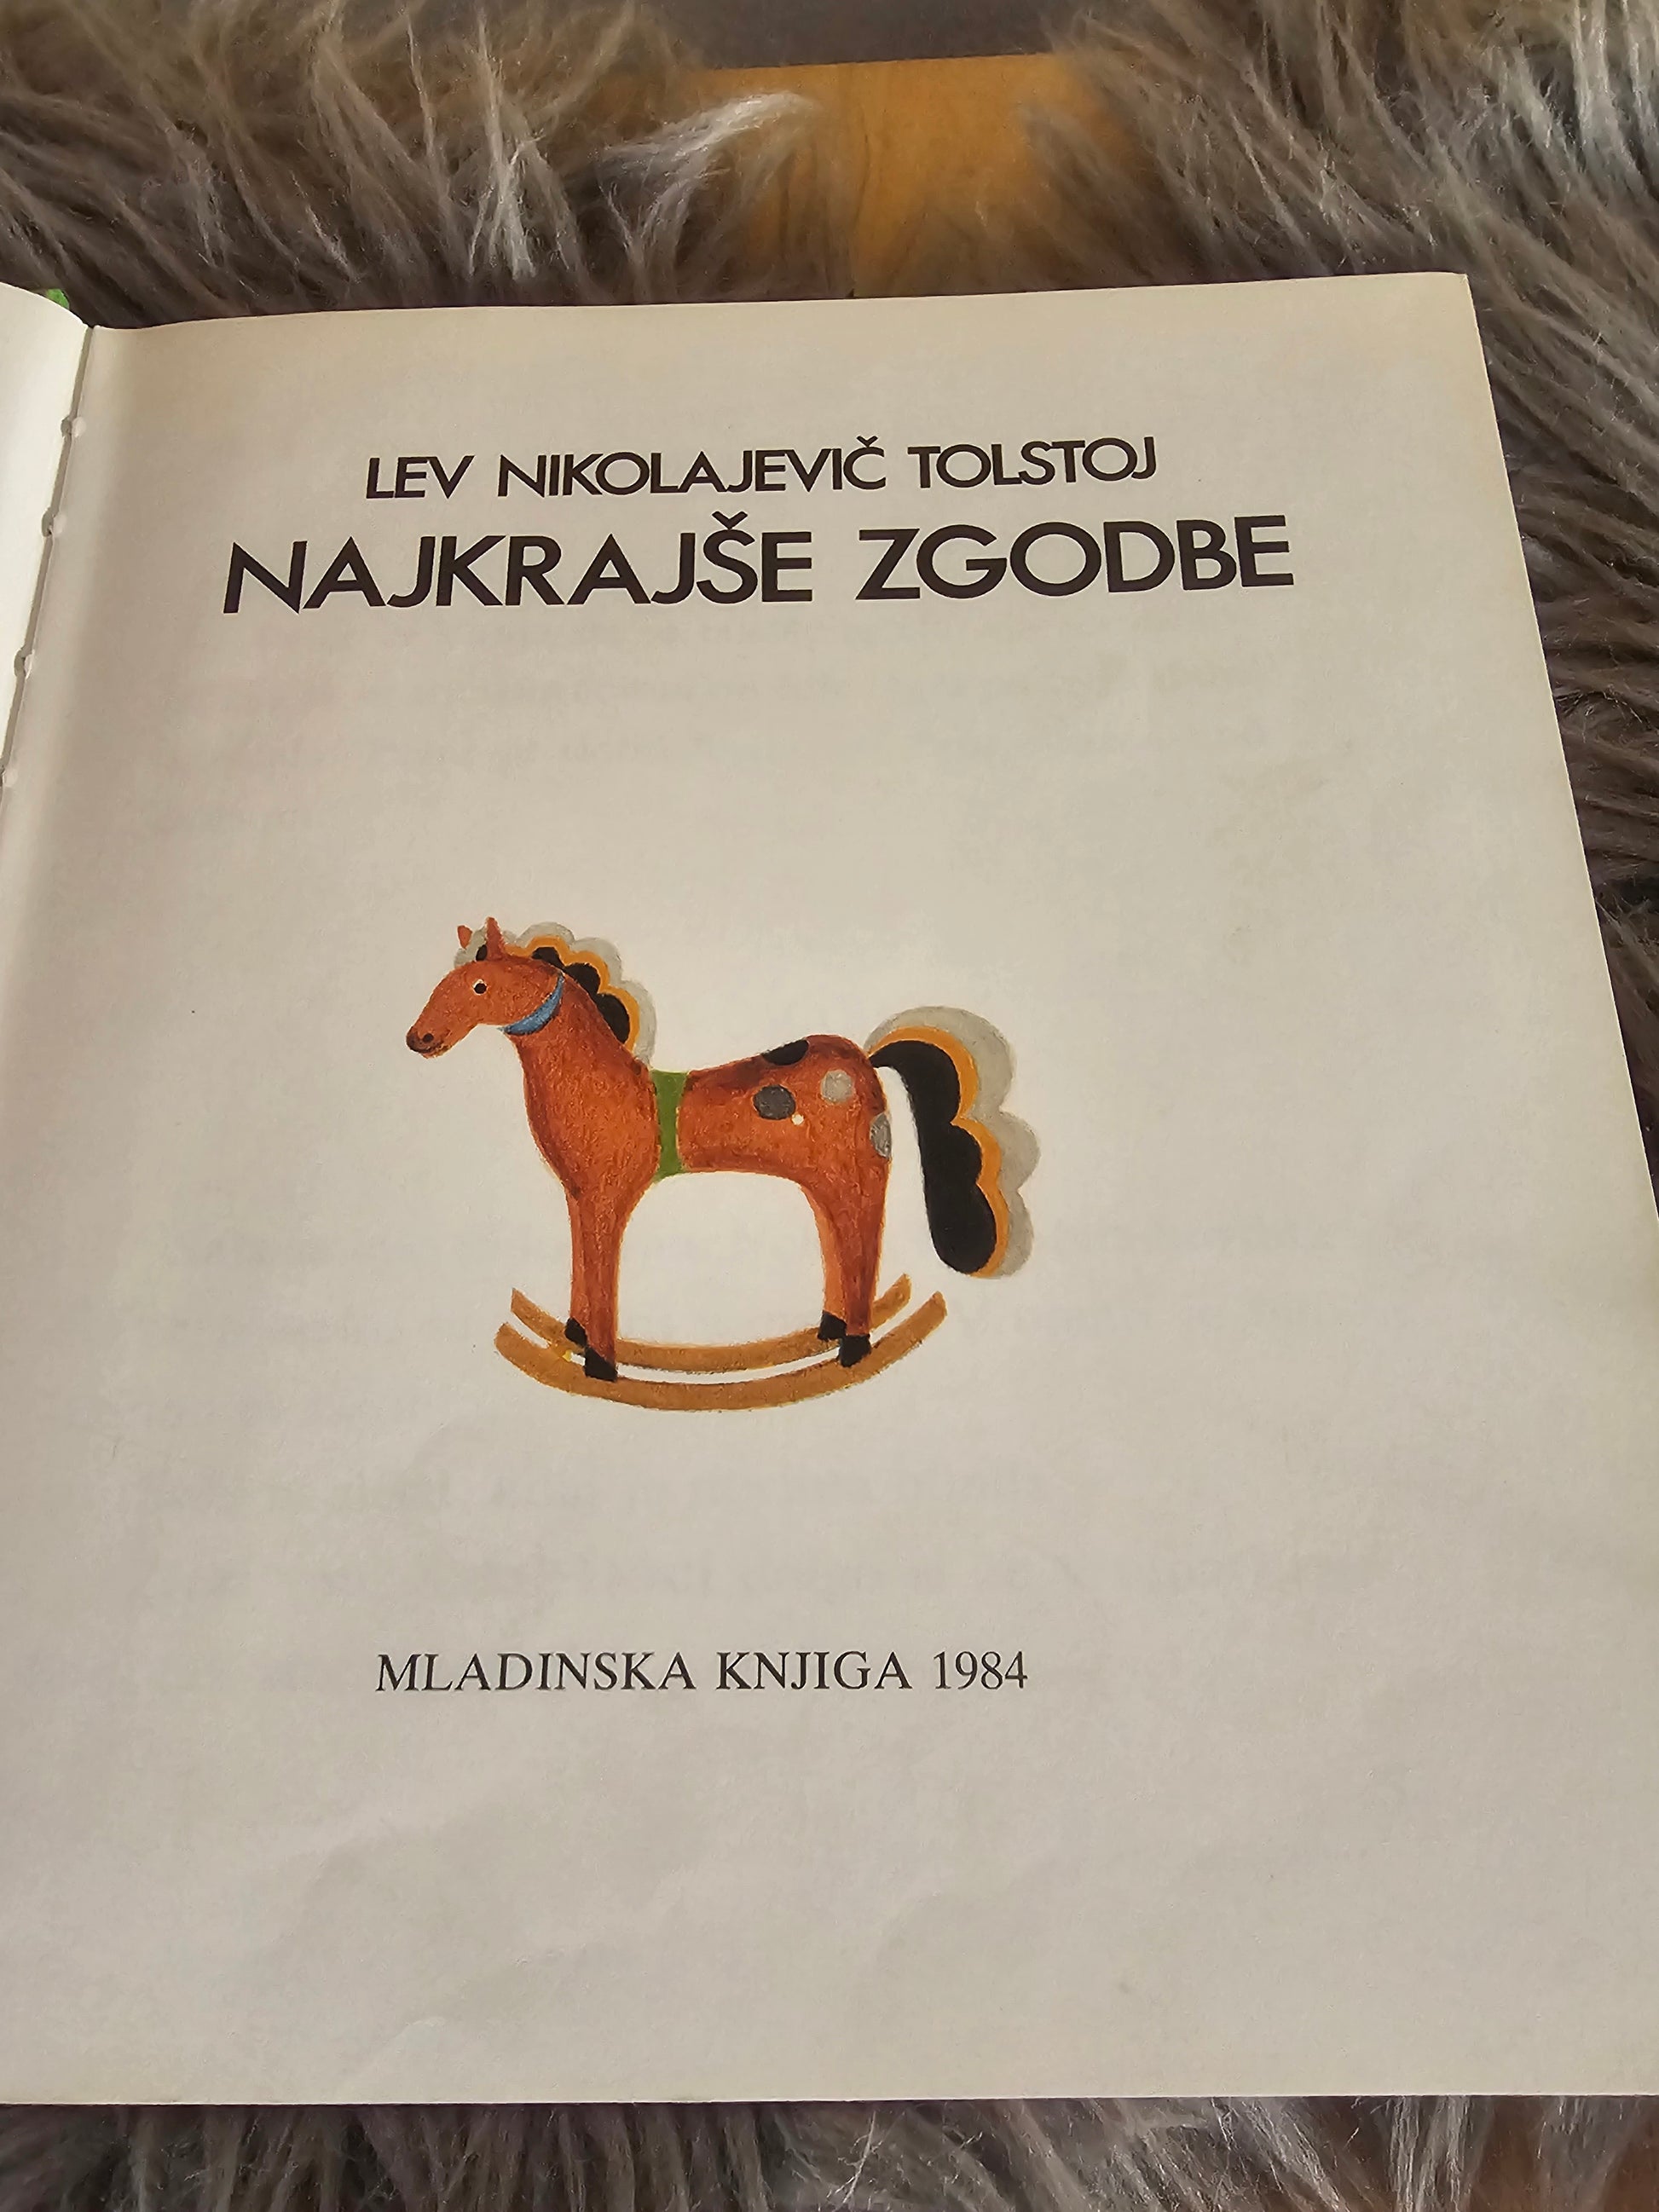 LEV NIKOLAJEVIČ TOLSTOJ
NAJKRAJŠE ZGODBE
MLADINSKA KNJIGA 1984